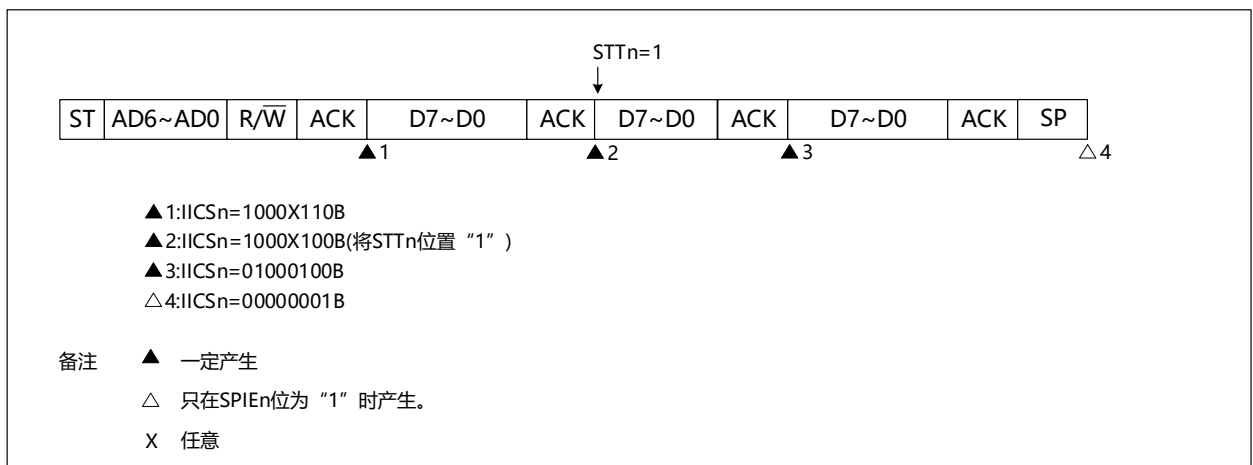 STTn=1
ST AD6~AD0 R/W̅ ACK D7~D0 ACK D7~D0 ACK D7~D0 ACK SP
▲1 ▲2 ▲3 △4
▲1:IICSn=1000X110B
▲2:IICSn=1000X100B(将STTn位置“1”)
▲3:IICSn=01000100B
△4:IICSn=00000001B
备注 ▲ 一定产生
△ 只在SPIEn位为“1”时产生。
X 任意